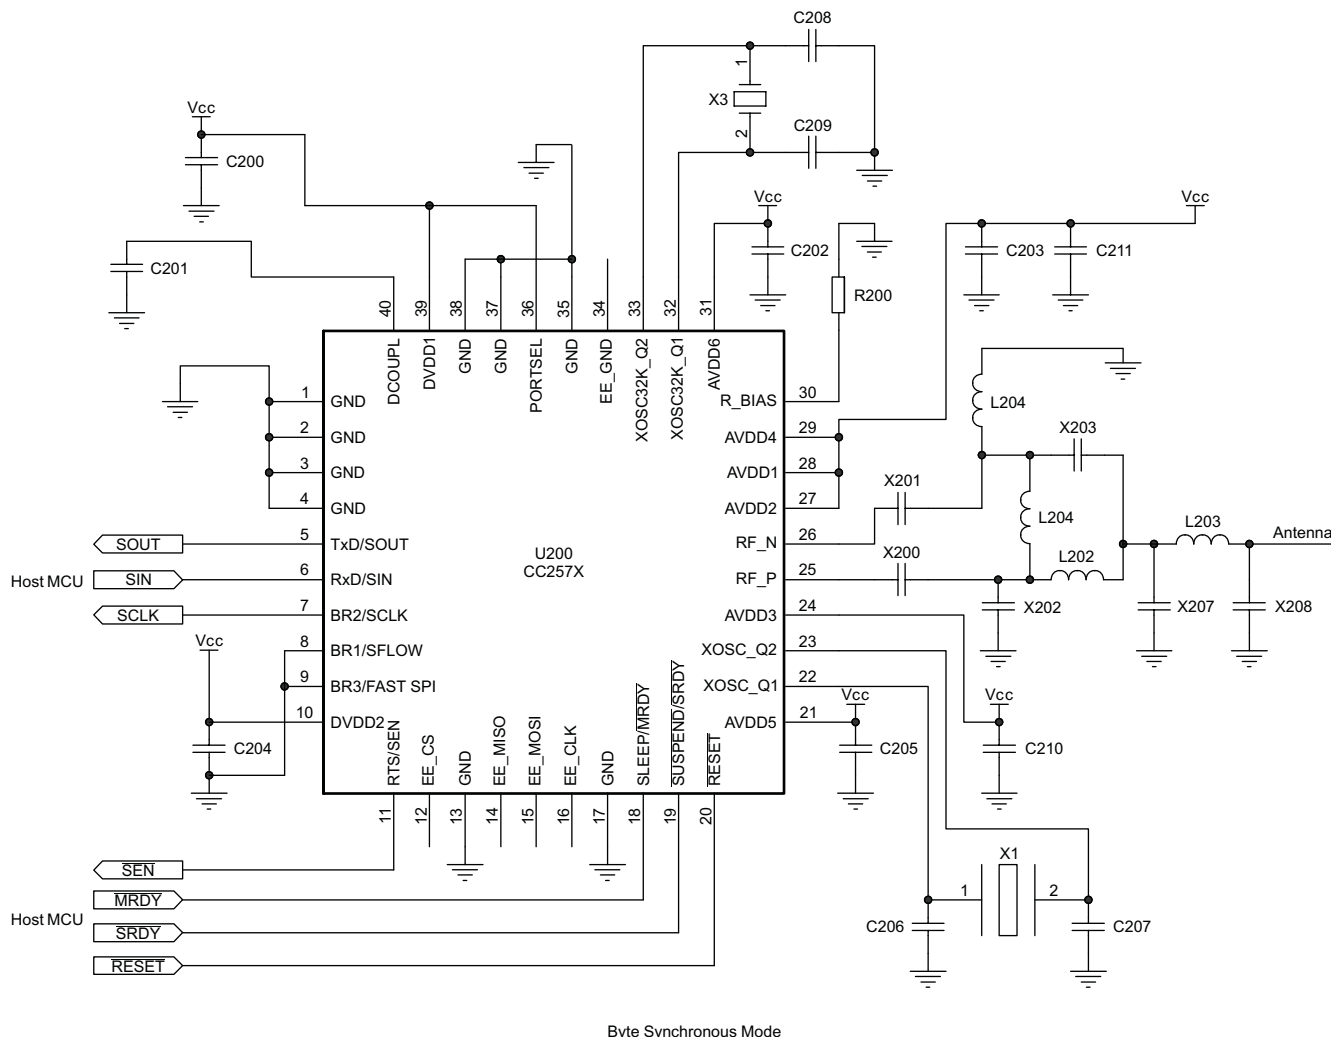 C208
1
X3
2
C209
Vcc
C200
Vcc
Vcc
C201
C202
C203
C211
R200
40
39
38
37
36
35
34
33
32
31
DCOUPL
DVDD1
GND
GND
PORTSEL
GND
EE_GND
XOSC32K_Q2
XOSC32K_Q1
AVDD6
1 GND
2 GND
3 GND
4 GND
SOUT 5 TxD/SOUT
Host MCU SIN 6 RxD/SIN
SCLK 7 BR2/SCLK
8 BR1/SFLOW
9 BR3/FAST SPI
10 DVDD2
Vcc
C204
U200
CC257X
R_BIAS 30
AVDD4 29
AVDD1 28
AVDD2 27
RF_N 26
RF_P 25
AVDD3 24
XOSC_Q2 23
XOSC_Q1 22
AVDD5 21
L204
X203
X201
L204
L203
Antenna
X200
L202
X202
X207
X208
Vcc
Vcc
C205
C210
RTS/SEN
EE_CS
GND
EE_MISO
EE_MOSI
EE_CLK
GND
SLEEP/MRDY
SUSPEND/SRDY
RESET
11
12
13
14
15
16
17
18
19
20
X1
1
2
C206
C207
SEN
MRDY
Host MCU
SRDY
RESET
Byte Synchronous Mode